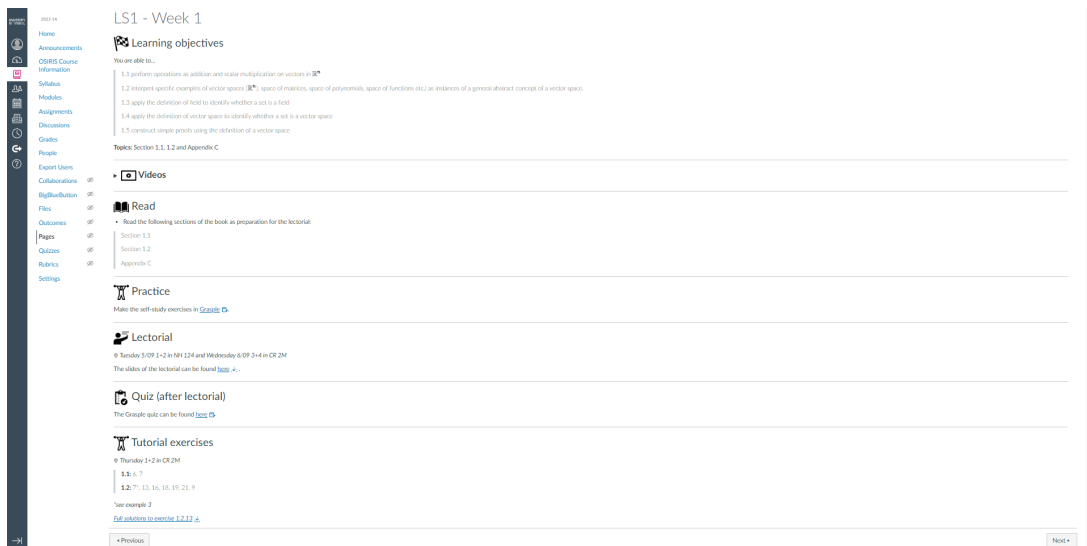 2023-1A
Home
Announcements
OSIRIS Course
Information
Syllabus
Modules
Assignments
Discussions
Grades
People
Export Users
Collaborations
BigBlueButton
Files
Outcomes
Pages
Quizzes
Rubrics
Settings
LS1 - Week 1
Learning objectives
You are able to...
1.1 perform operations as addition and scalar multiplication on vectors in ℝⁿ
1.2 interpret specific examples of vector spaces (ℝⁿ), space of matrices, space of polynomials, space of functions etc.) as instances of a general abstract concept of a vector space.
1.3 apply the definition of field to identify whether a set is a field
1.4 apply the definition of vector space to identify whether a set is a vector space
1.5 construct simple proofs using the definition of a vector space
Topics: Section 1.1, 1.2 and Appendix C
Videos
Read
• Read the following sections of the book as preparation for the lectorial:
Section 1.1
Section 1.2
Appendix C
Practice
Make the self-study exercises in Grasple
Lectorial
Tuesday 5/09 1+2 in NH 124 and Wednesday 6/09 3+4 in CR 2M
The slides of the lectorial can be found here .
Quiz (after lectorial)
The Grasple quiz can be found here
Tutorial exercises
Thursday 1+2 in CR 2M
1.1: 6, 7
1.2: 7*, 13, 16, 18, 19, 21, 9
*see example 3
Full solutions to exercise 1.2.13
Previous
Next